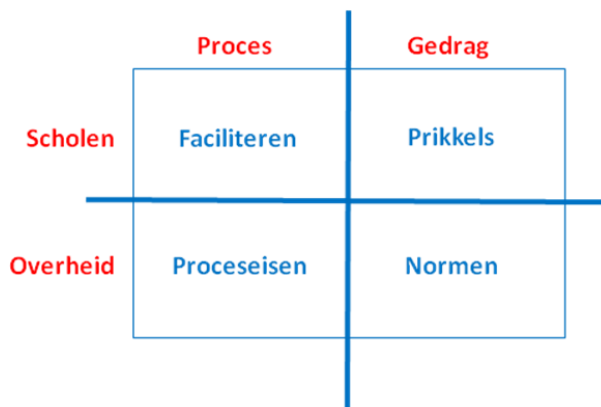 Proces Gedrag
Scholen Faciliteren Prikkels
Overheid Proceseisen Normen